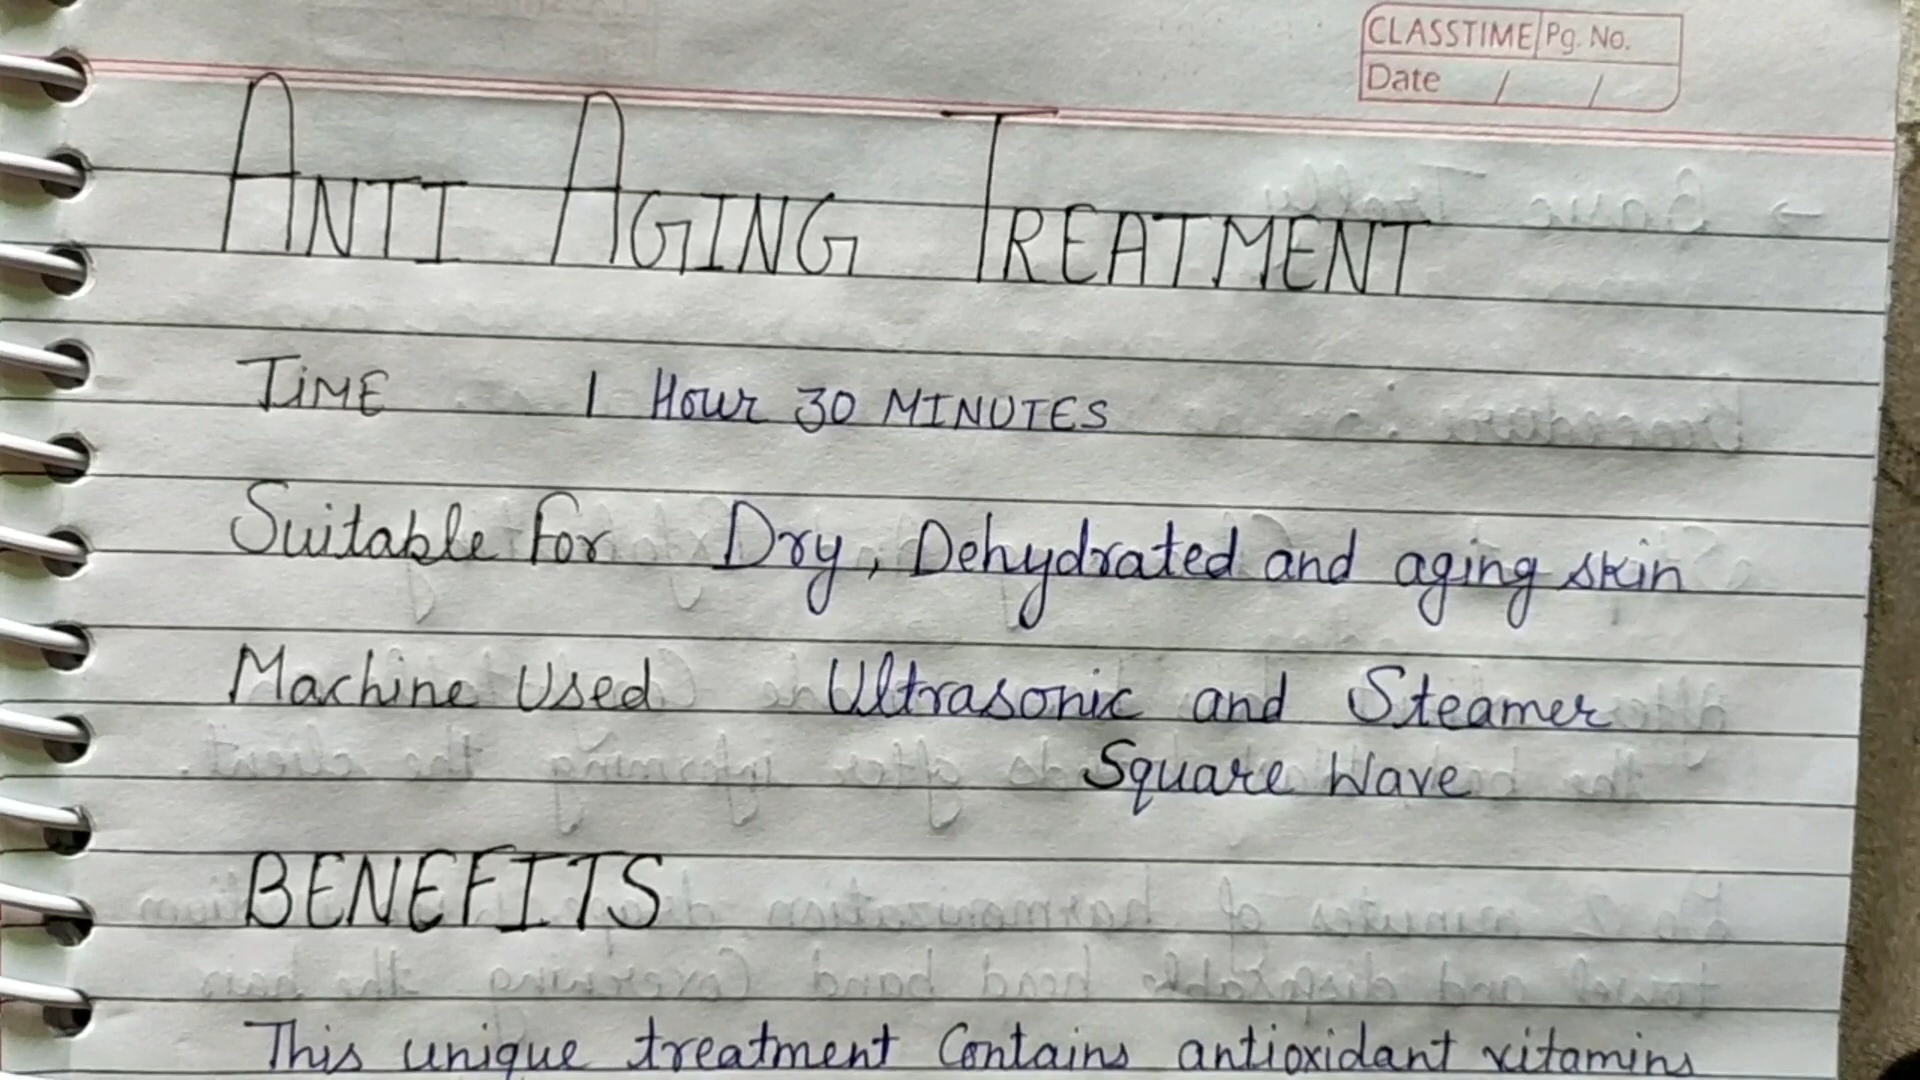 CLASSTIME Pg. No.
Date / /
ANTI AGING TREATMENT
TIME 1 Hour 30 MINUTES
Suitable For Dry, Dehydrated and aging skin
Machine Used Ultrasonic and Steamer
Square Wave
BENEFITS
This unique treatment Contains antioxidant vitamins